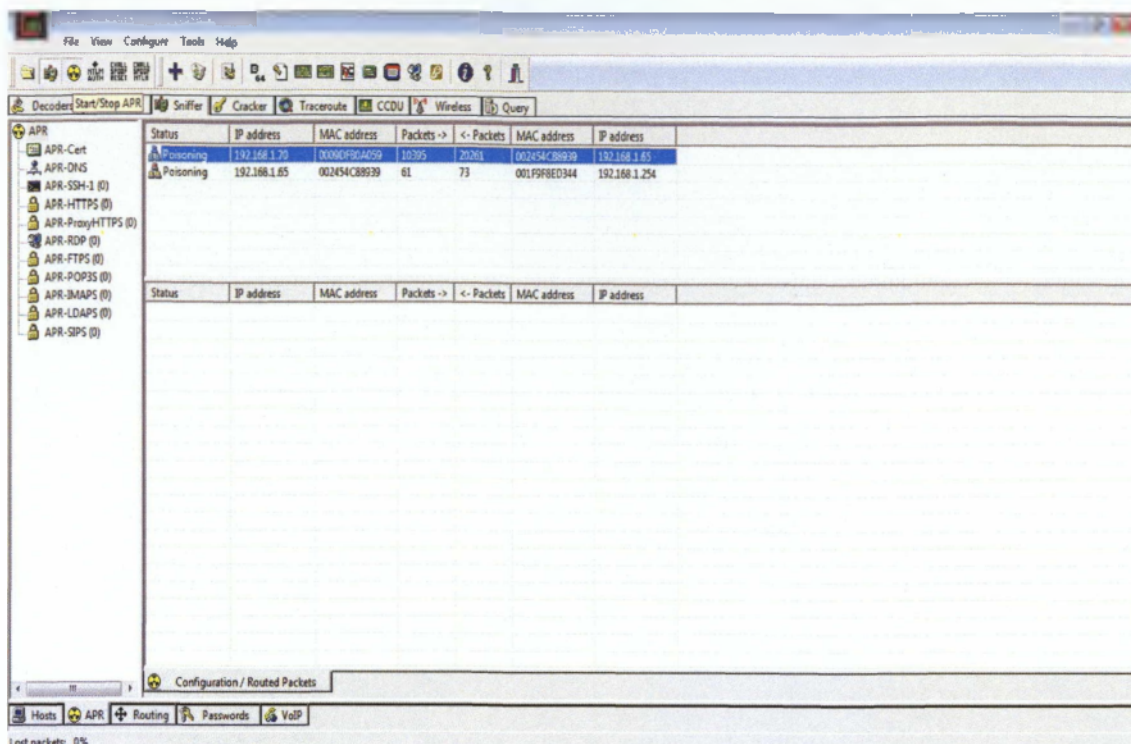 File View Configure Tools Help
Decoders Start/Stop APR Sniffer Cracker Traceroute CCDU Wireless Query
APR
APR-Cert
APR-DNS
APR-SSH-1 (0)
APR-HTTPS (0)
APR-ProxyHTTPS (0)
APR-RDP (0)
APR-FTPS (0)
APR-POP3S (0)
APR-IMAPS (0)
APR-LDAPS (0)
APR-SIPS (0)
Status IP address MAC address Packets -> <- Packets MAC address IP address
Poisoning 192.168.1.70 0009DFB0A059 10395 20261 002454C88939 192.168.1.65
Poisoning 192.168.1.65 002454C88939 61 73 001F9F8ED344 192.168.1.254
Status IP address MAC address Packets -> <- Packets MAC address IP address
Configuration / Routed Packets
Hosts APR Routing Passwords VoIP
Lost packets: 0%